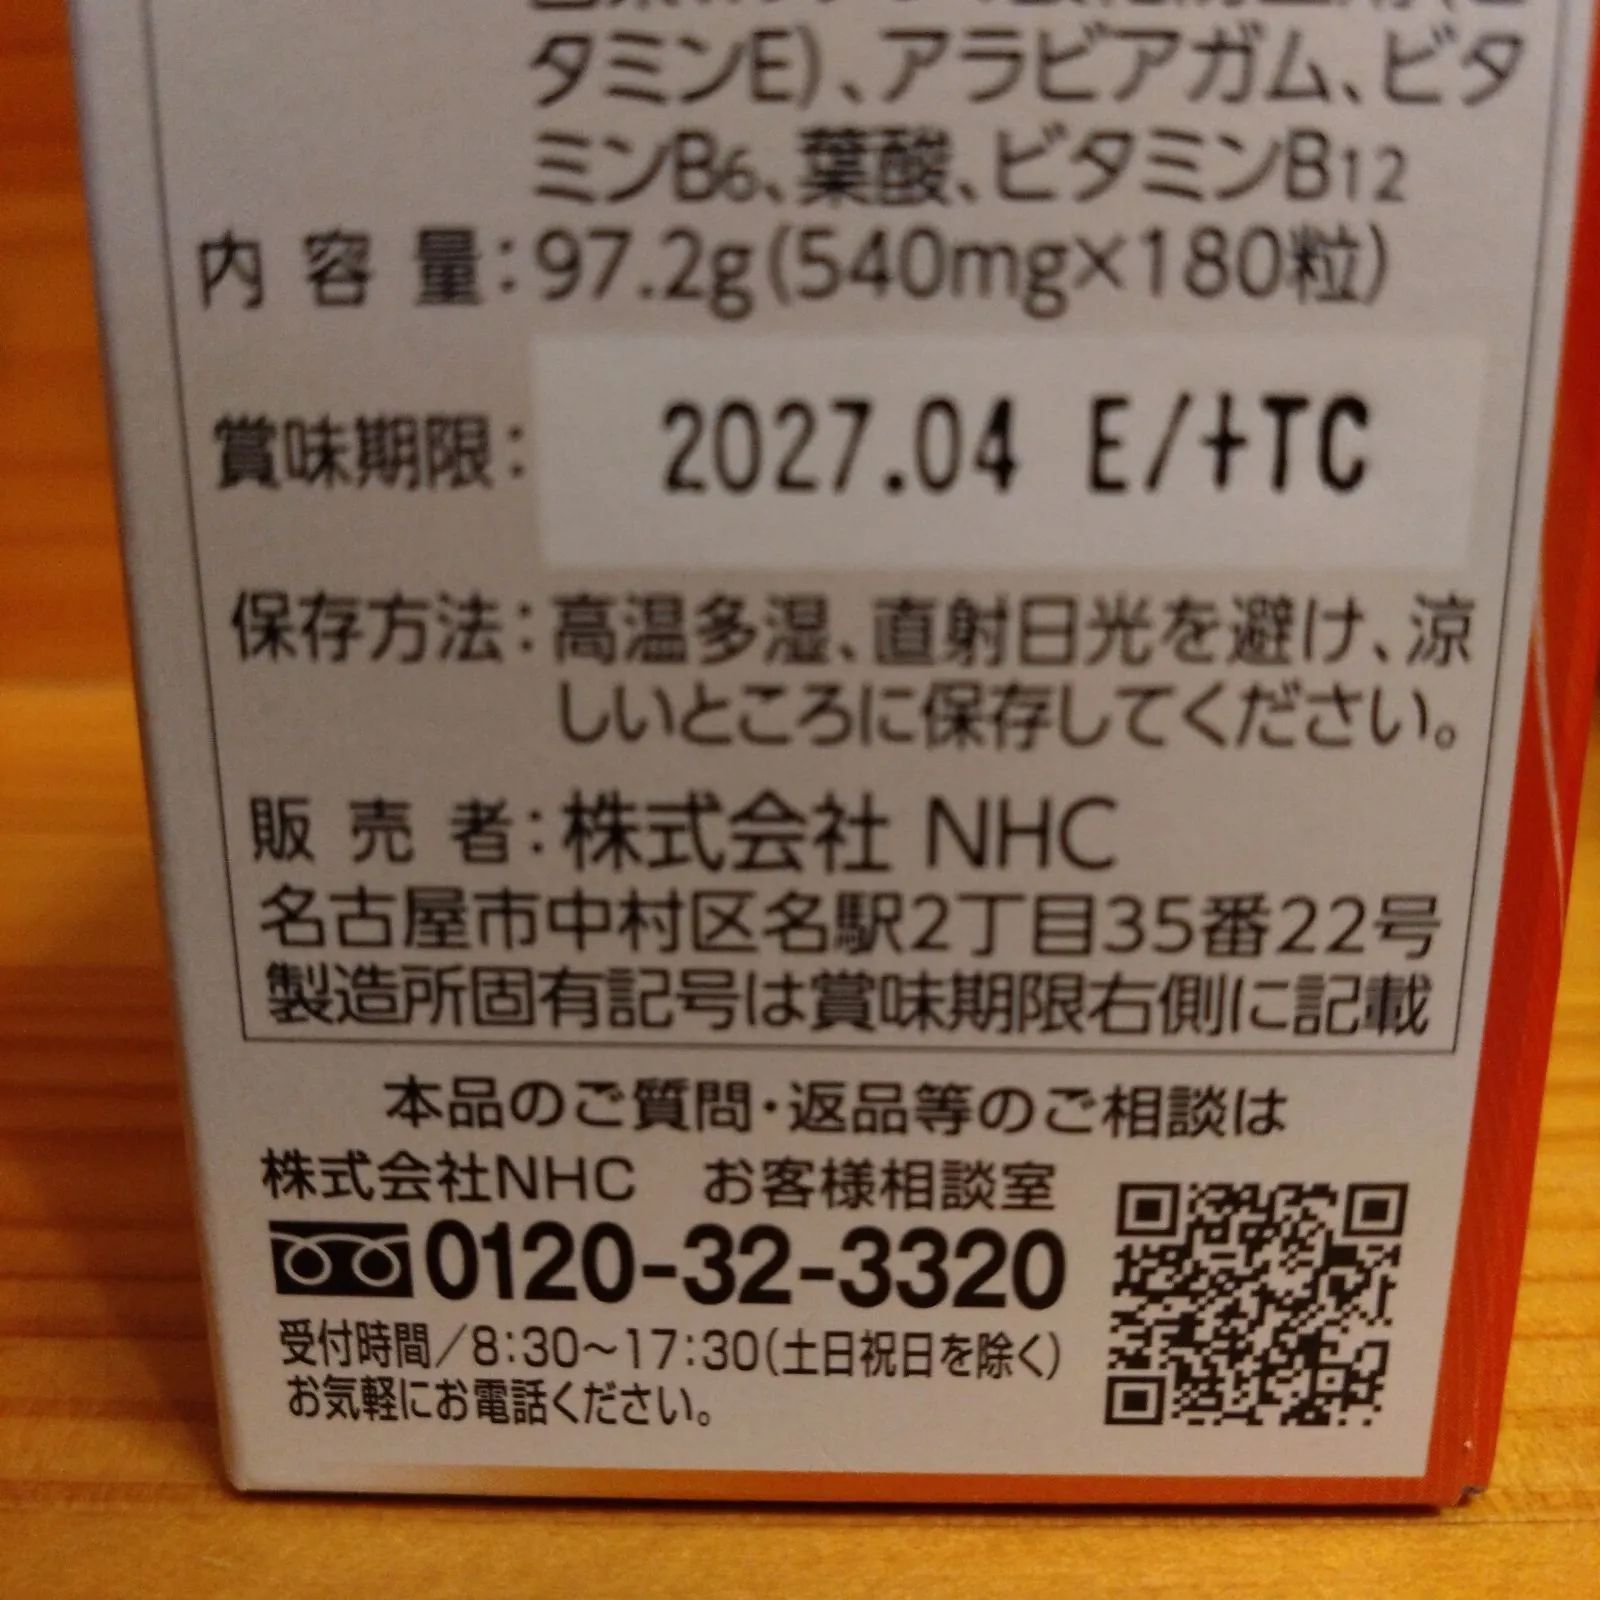 タミンE)、アラビアガム、ビタ
ミンB6、葉酸、ビタミンB12
内容量：97.2g(540mg×180粒)
賞味期限：2027.04 E/+TC
保存方法：高温多湿、直射日光を避け、涼
しいところに保存してください。
販売者：株式会社 NHC
名古屋市中村区名駅2丁目35番22号
製造所固有記号は賞味期限右側に記載
本品のご質問・返品等のご相談は
株式会社NHC お客様相談室
0120-32-3320
受付時間/8:30～17:30(土日祝日を除く)
お気軽にお電話ください。